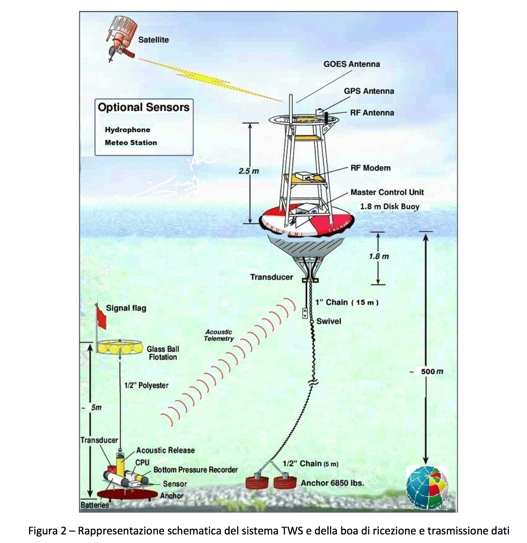 Satellite
GOES Antenna
GPS Antenna
RF Antenna
Optional Sensors
Hydrophone
Meteo Station
2.5 m
RF Modem
Master Control Unit
1.8 m Disk Buoy
1.8 m
Transducer
1" Chain ( 15 m )
Swivel
Signal flag
Acoustic
Telemetry
Glass Ball
Flotation
1/2" Polyester
~ 500 m
~ 5m
Transducer
Acoustic Release
CPU
Bottom Pressure Recorder
Sensor
Anchor
Batteries
1/2" Chain (5 m)
Anchor 6850 lbs.
Figura 2 – Rappresentazione schematica del sistema TWS e della boa di ricezione e trasmissione dati